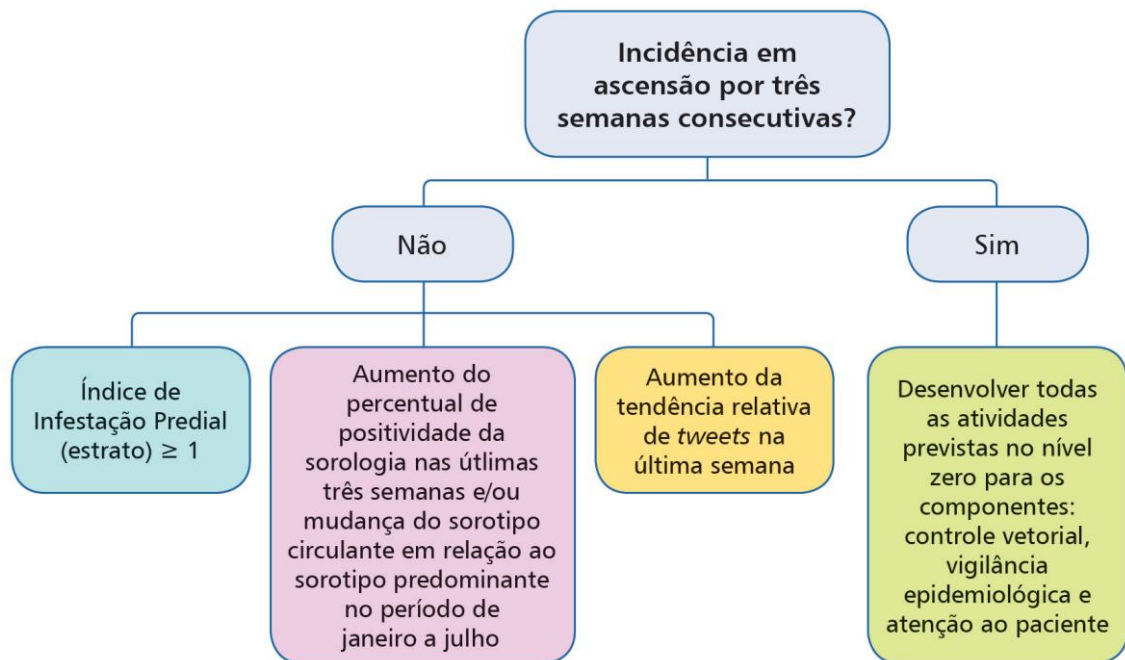 Incidência em
ascensão por três
semanas consecutivas?
Não
Sim
Índice de
Infestação Predial
(estrato) ≥ 1
Aumento do
percentual de
positividade da
sorologia nas útlimas
três semanas e/ou
mudança do sorotipo
circulante em relação ao
sorotipo predominante
no período de
janeiro a julho
Aumento da
tendência relativa
de tweets na
última semana
Desenvolver todas
as atividades
previstas no nível
zero para os
componentes:
controle vetorial,
vigilância
epidemiológica e
atenção ao paciente